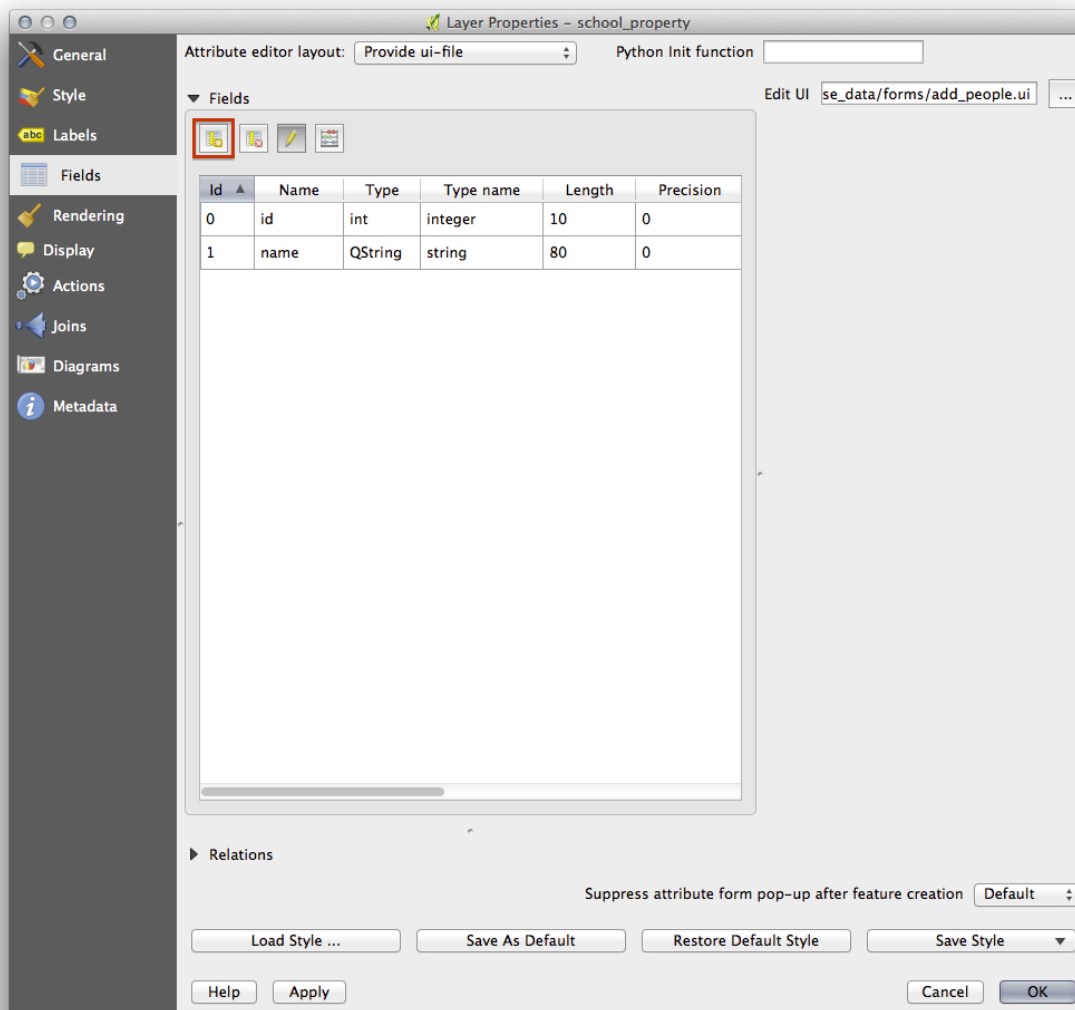 Layer Properties – school_property
General
Style
abc Labels
Fields
Rendering
Display
Actions
Joins
Diagrams
Metadata
Attribute editor layout: Provide ui-file Python Init function
Fields
Edit UI se_data/forms/add_people.ui ...
Id Name Type Type name Length Precision
0 id int integer 10 0
1 name QString string 80 0
Relations
Suppress attribute form pop-up after feature creation Default
Load Style ... Save As Default Restore Default Style Save Style
Help Apply Cancel OK